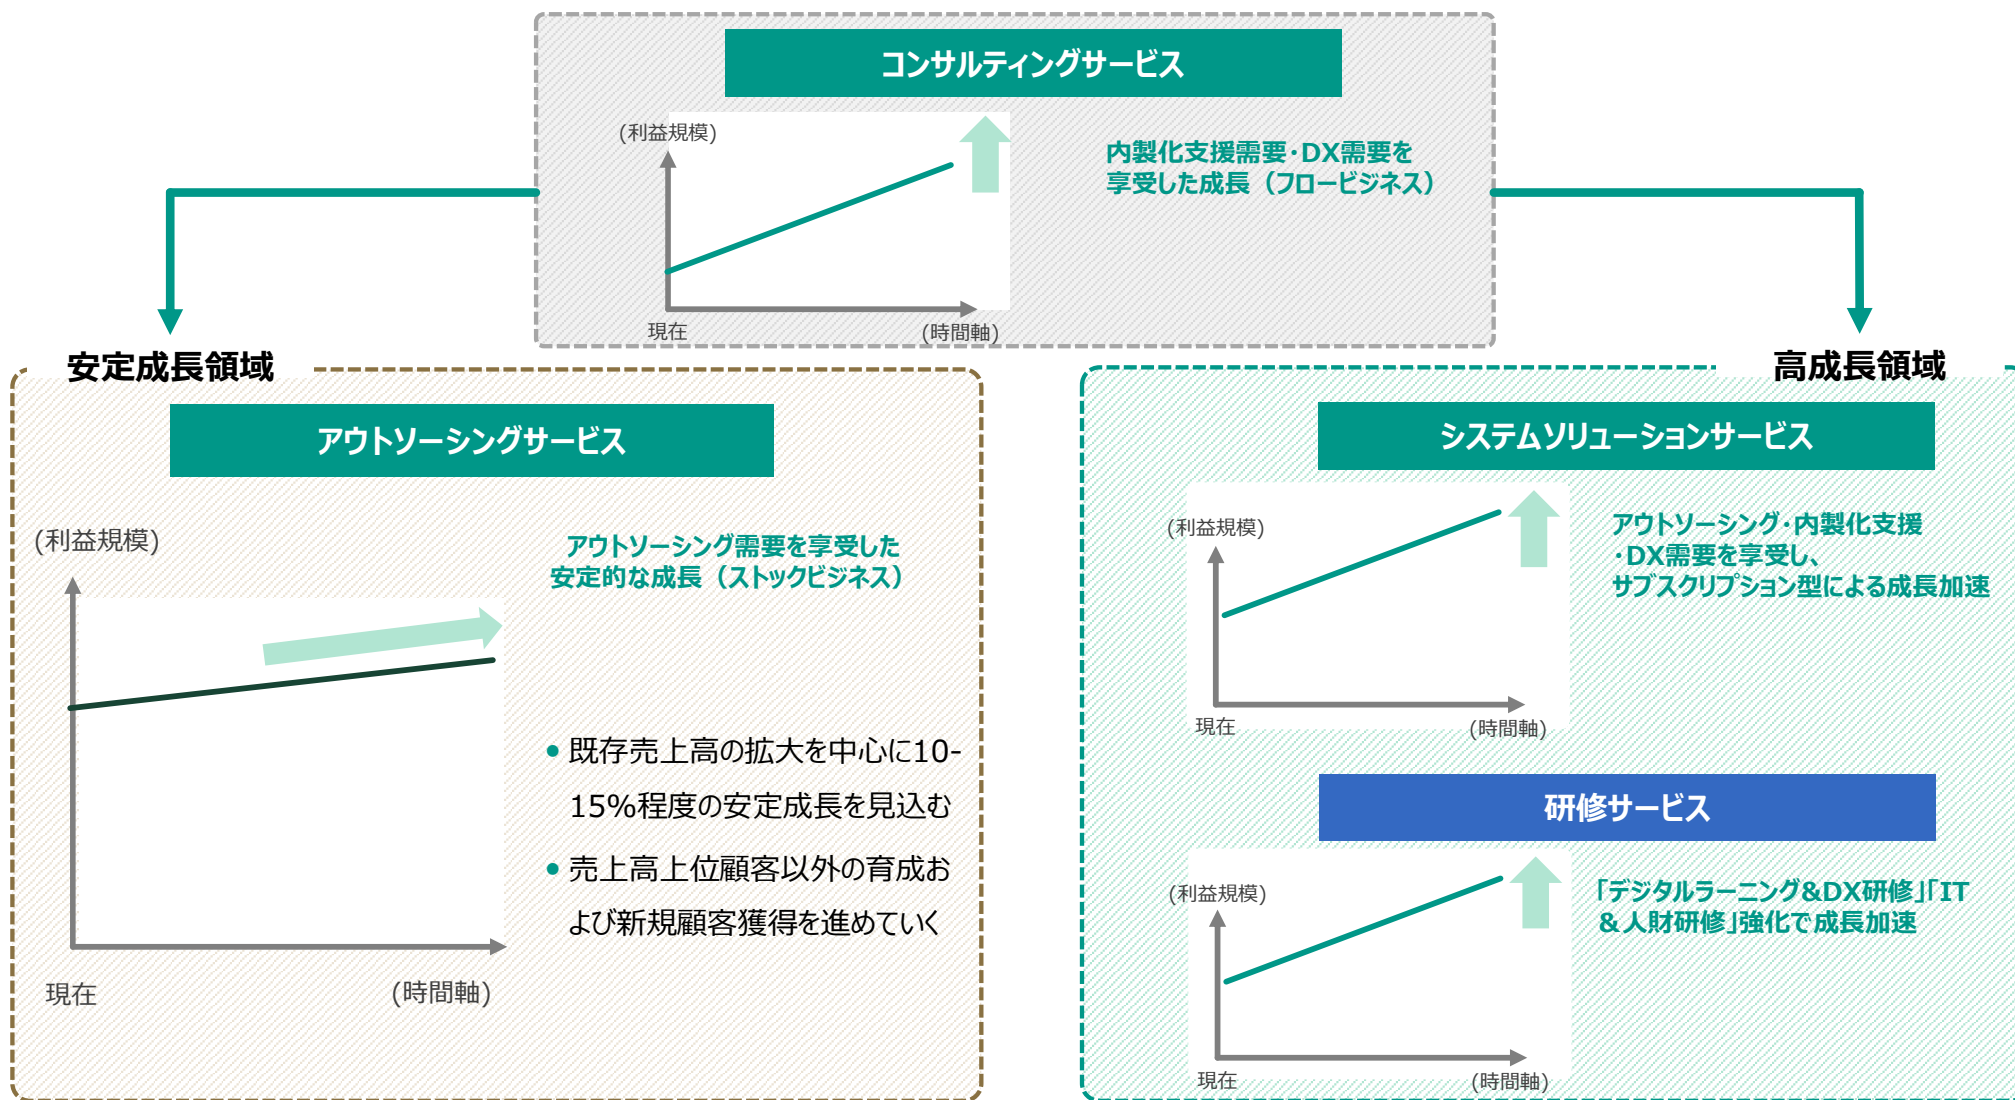 コンサルティングサービス
(利益規模)
内製化支援需要・DX需要を
享受した成長（フロービジネス）
現在
(時間軸)
安定成長領域
アウトソーシングサービス
(利益規模)
アウトソーシング需要を享受した
安定的な成長（ストックビジネス）
• 既存売上高の拡大を中心に10-
15%程度の安定成長を見込む
• 売上高上位顧客以外の育成お
よび新規顧客獲得を進めていく
現在
(時間軸)
高成長領域
システムソリューションサービス
(利益規模)
アウトソーシング・内製化支援
・DX需要を享受し、
サブスクリプション型による成長加速
現在
(時間軸)
研修サービス
(利益規模)
「デジタルラーニング&DX研修」「IT
＆人財研修」強化で成長加速
現在
(時間軸)